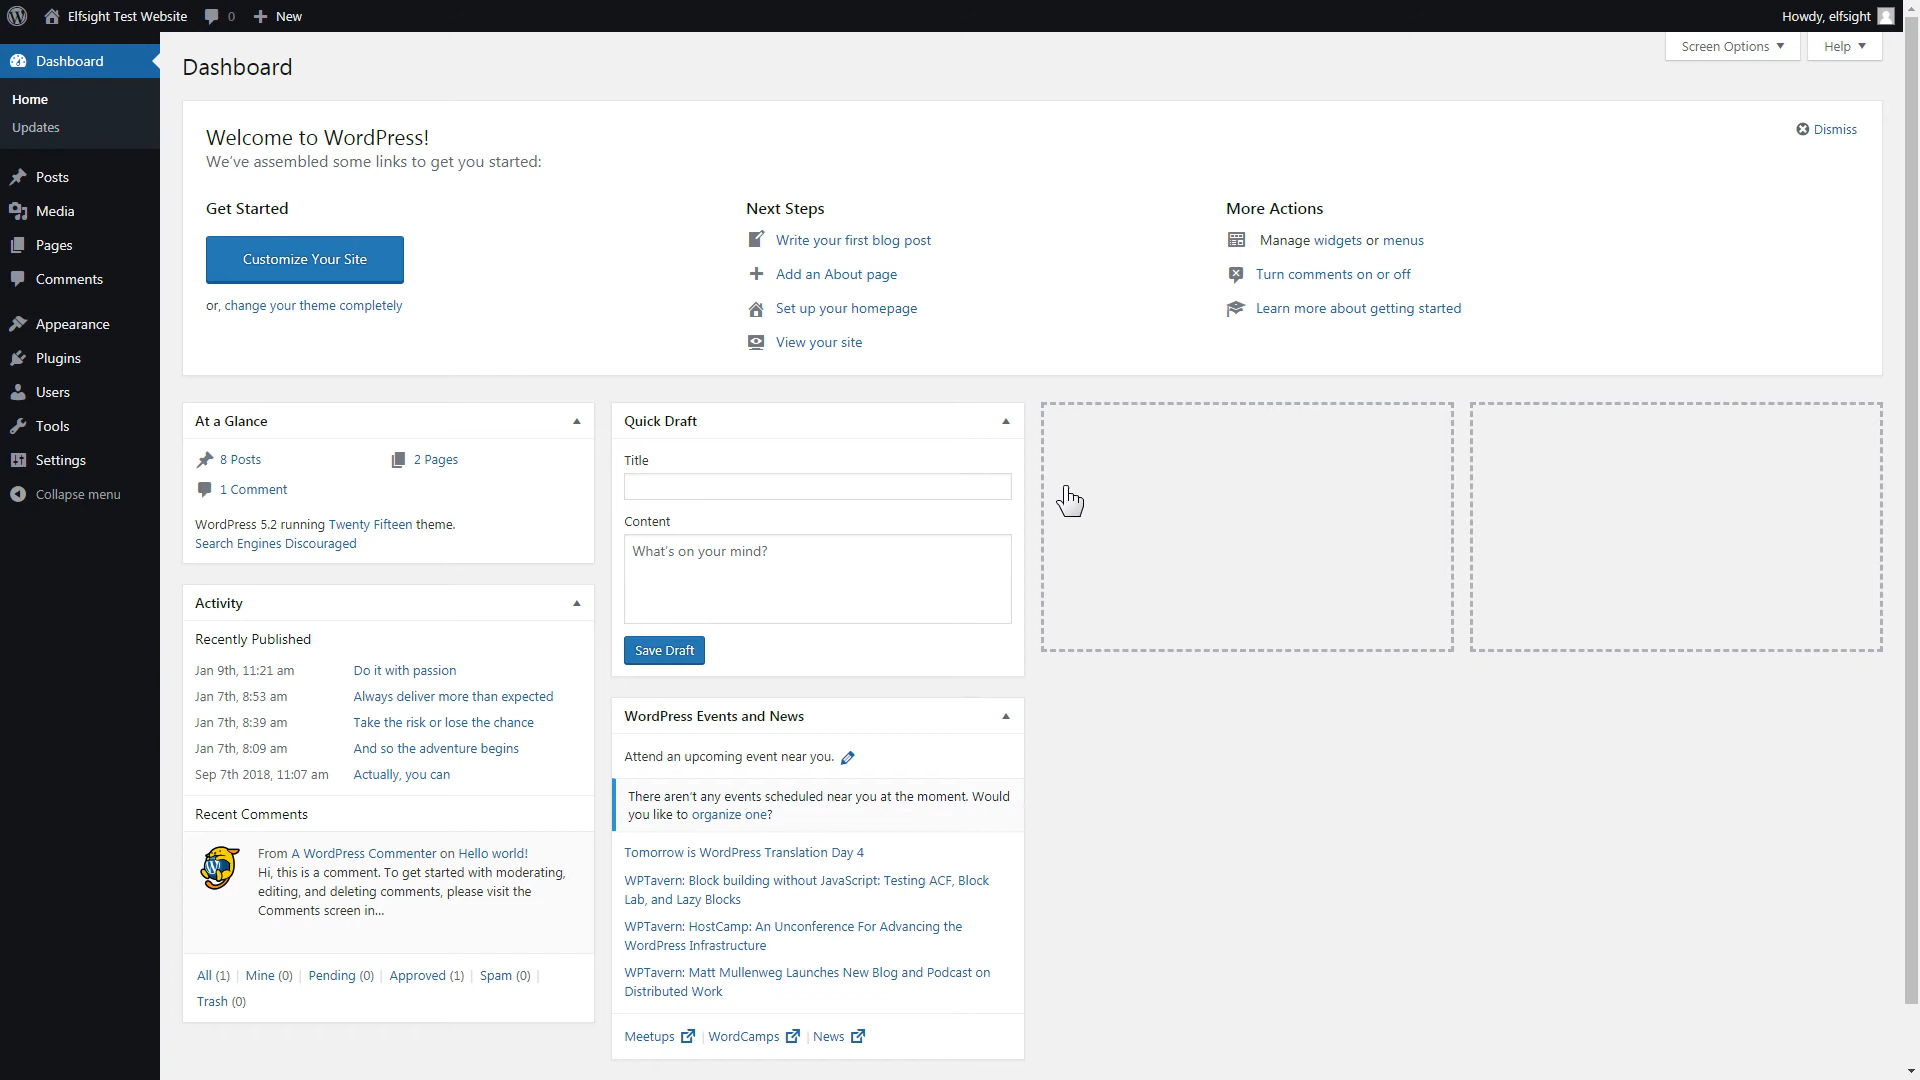 Elfsight Test Website 0 New Howdy, elfsight
Screen Options Help
Dashboard
Home
Updates
Posts
Media
Pages
Comments
Appearance
Plugins
Users
Tools
Settings
Collapse menu
Dashboard
Welcome to WordPress!
Dismiss
We've assembled some links to get you started:
Get Started
Customize Your Site
or, change your theme completely
Next Steps
Write your first blog post
Add an About page
Set up your homepage
View your site
More Actions
Manage widgets or menus
Turn comments on or off
Learn more about getting started
At a Glance
8 Posts 2 Pages
1 Comment
WordPress 5.2 running Twenty Fifteen theme.
Search Engines Discouraged
Activity
Recently Published
Jan 9th, 11:21 am Do it with passion
Jan 7th, 8:53 am Always deliver more than expected
Jan 7th, 8:39 am Take the risk or lose the chance
Jan 7th, 8:09 am And so the adventure begins
Sep 7th 2018, 11:07 am Actually, you can
Recent Comments
From A WordPress Commenter on Hello world!
Hi, this is a comment. To get started with moderating,
editing, and deleting comments, please visit the
Comments screen in...
All (1) | Mine (0) | Pending (0) | Approved (1) | Spam (0) |
Trash (0)
Quick Draft
Title
Content
What's on your mind?
Save Draft
WordPress Events and News
Attend an upcoming event near you.
There aren't any events scheduled near you at the moment. Would
you like to organize one?
Tomorrow is WordPress Translation Day 4
WPTavern: Block building without JavaScript: Testing ACF, Block
Lab, and Lazy Blocks
WPTavern: HostCamp: An Unconference For Advancing the
WordPress Infrastructure
WPTavern: Matt Mullenweg Launches New Blog and Podcast on
Distributed Work
Meetups | WordCamps | News